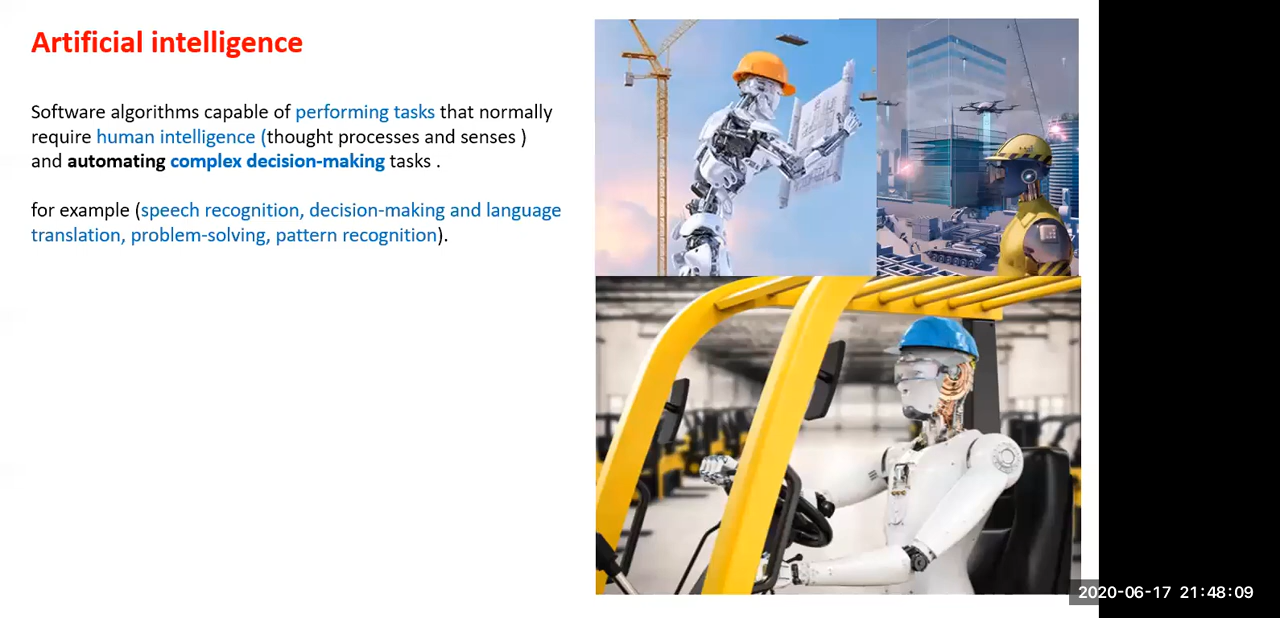 Artificial intelligence
Software algorithms capable of performing tasks that normally
require human intelligence (thought processes and senses )
and automating complex decision-making tasks .
for example (speech recognition, decision-making and language
translation, problem-solving, pattern recognition).
2020-06-17 21:48:09